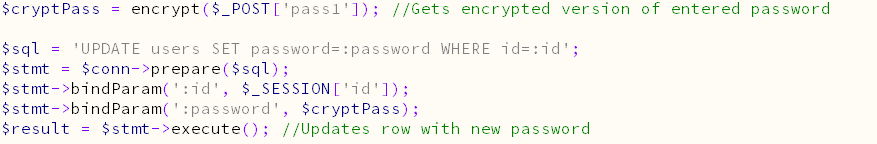 $cryptPass = encrypt($_POST['pass1']); //Gets encrypted version of entered password
$sql = 'UPDATE users SET password=:password WHERE id=:id';
$stmt = $conn->prepare($sql);
$stmt->bindParam(':id', $_SESSION['id']);
$stmt->bindParam(':password', $cryptPass);
$result = $stmt->execute(); //Updates row with new password